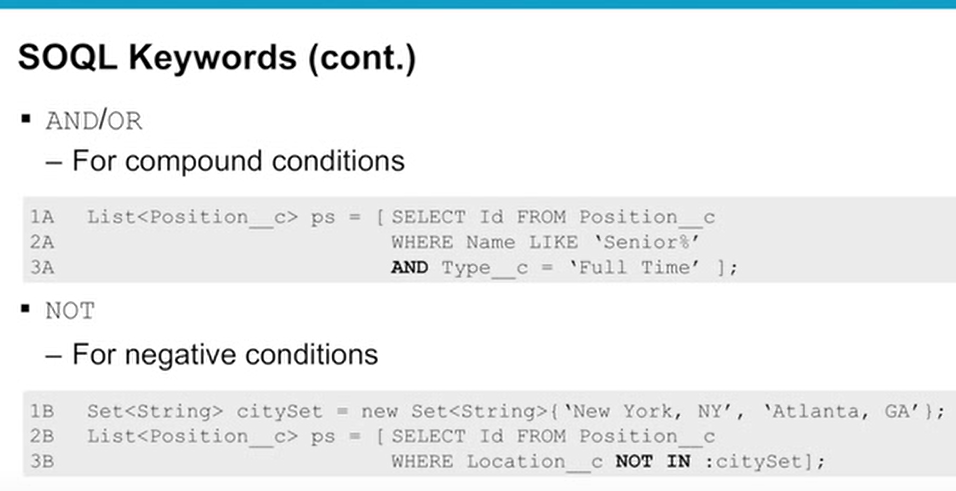 SOQL Keywords (cont.)
▪ AND/OR
– For compound conditions
1A List<Position__c> ps = [ SELECT Id FROM Position__c
2A WHERE Name LIKE ‘Senior%’
3A AND Type__c = ‘Full Time’ ];
▪ NOT
– For negative conditions
1B Set<String> citySet = new Set<String>{‘New York, NY’, ‘Atlanta, GA’};
2B List<Position__c> ps = [ SELECT Id FROM Position__c
3B WHERE Location__c NOT IN :citySet];